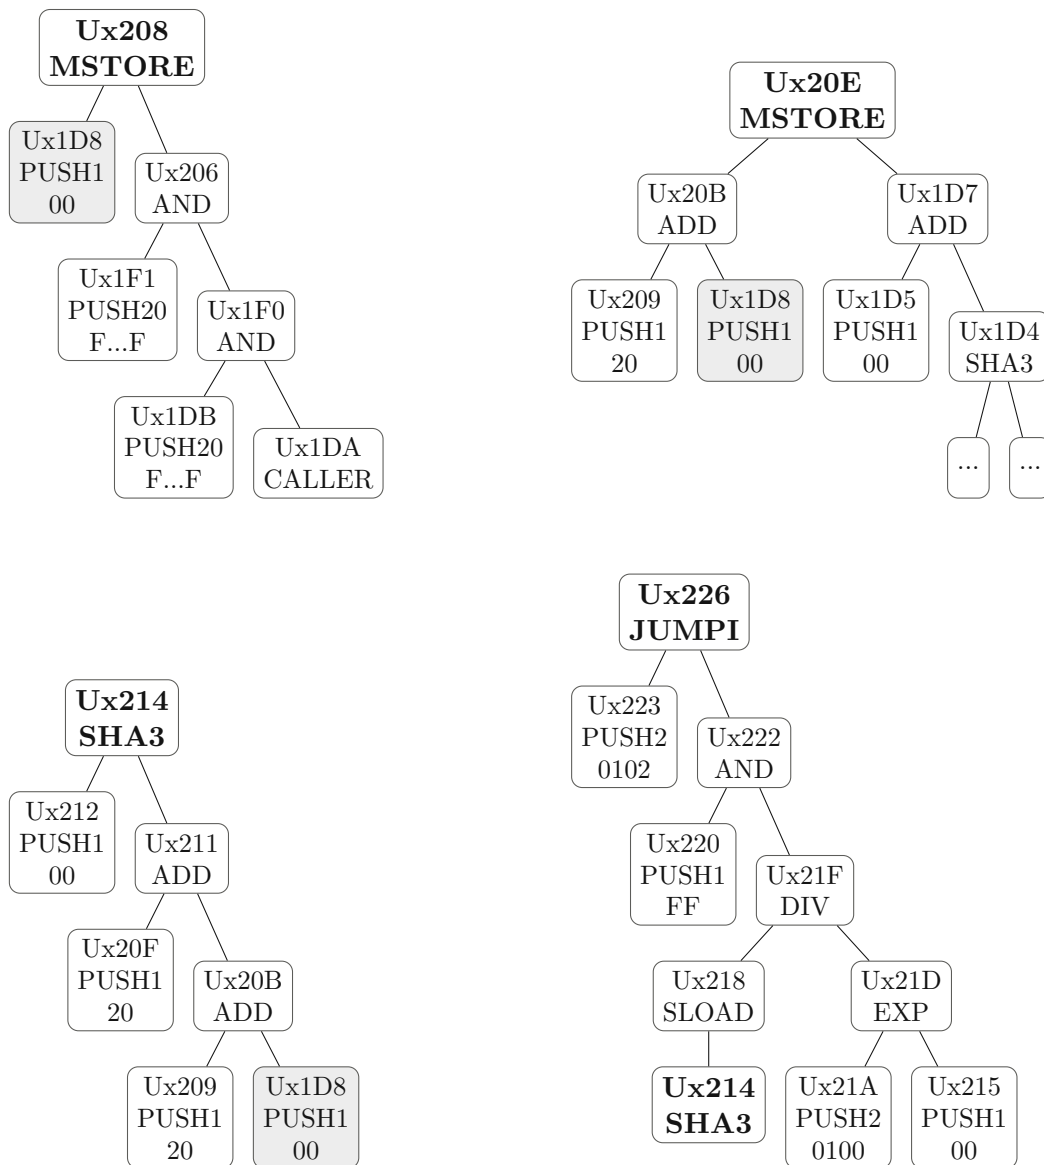 Ux208
MSTORE
Ux1D8
PUSH1
00
Ux206
AND
Ux1F1
PUSH20
F...F
Ux1F0
AND
Ux1DB
PUSH20
F...F
Ux1DA
CALLER
Ux20E
MSTORE
Ux20B
ADD
Ux1D7
ADD
Ux209
PUSH1
20
Ux1D8
PUSH1
00
Ux1D5
PUSH1
00
Ux1D4
SHA3
...
...
Ux214
SHA3
Ux212
PUSH1
00
Ux211
ADD
Ux20F
PUSH1
20
Ux20B
ADD
Ux209
PUSH1
20
Ux1D8
PUSH1
00
Ux226
JUMPI
Ux223
PUSH2
0102
Ux222
AND
Ux220
PUSH1
FF
Ux21F
DIV
Ux218
SLOAD
Ux21D
EXP
Ux214
SHA3
Ux21A
PUSH2
0100
Ux215
PUSH1
00